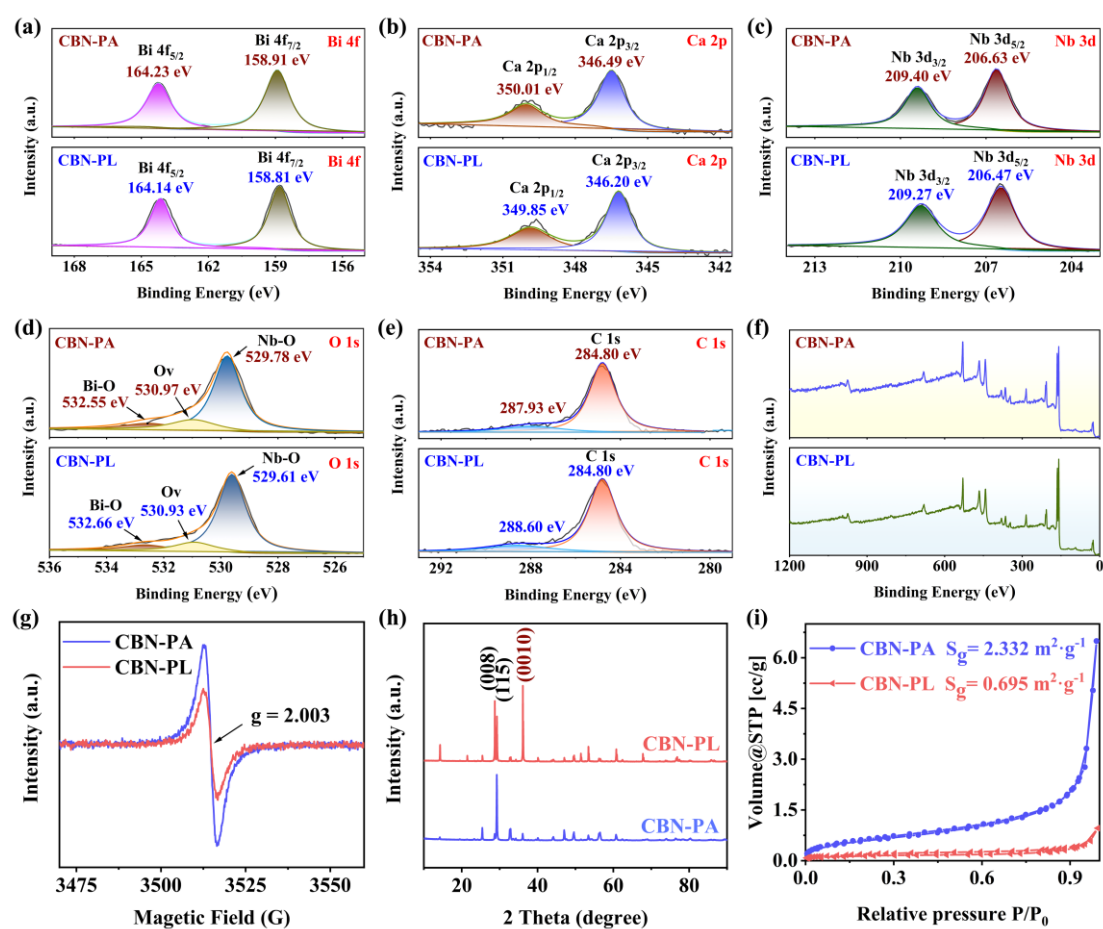 (a)
CBN-PA
Bi 4f5/2
164.23 eV
Bi 4f7/2
158.91 eV
Bi 4f
CBN-PL
Bi 4f5/2
164.14 eV
Bi 4f7/2
158.81 eV
Bi 4f
Intensity (a.u.)
168 165 162 159 156
Binding Energy (eV)
(b)
CBN-PA
Ca 2p1/2
350.01 eV
Ca 2p3/2
346.49 eV
Ca 2p
CBN-PL
Ca 2p1/2
349.85 eV
Ca 2p3/2
346.20 eV
Ca 2p
Intensity (a.u.)
354 351 348 345 342
Binding Energy (eV)
(c)
CBN-PA
Nb 3d3/2
209.40 eV
Nb 3d5/2
206.63 eV
Nb 3d
CBN-PL
Nb 3d3/2
209.27 eV
Nb 3d5/2
206.47 eV
Nb 3d
Intensity (a.u.)
213 210 207 204
Binding Energy (eV)
(d)
CBN-PA
Bi-O
532.55 eV
Ov
530.97 eV
Nb-O
529.78 eV
O 1s
CBN-PL
Bi-O
532.66 eV
Ov
530.93 eV
Nb-O
529.61 eV
O 1s
Intensity (a.u.)
536 534 532 530 528 526
Binding Energy (eV)
(e)
CBN-PA
287.93 eV
C 1s
284.80 eV
C 1s
CBN-PL
288.60 eV
C 1s
284.80 eV
C 1s
Intensity (a.u.)
292 288 284 280
Binding Energy (eV)
(f)
CBN-PA
CBN-PL
Intensity (a.u.)
1200 900 600 300 0
Binding Energy (eV)
(g)
CBN-PA
CBN-PL
g = 2.003
Intensity (a.u.)
3470 3500 3530 3560
Magetic Field (G)
(h)
(008)
(115)
(0010)
CBN-PL
CBN-PA
Intensity (a.u.)
20 40 60 80
2 Theta (degree)
(i)
CBN-PA Sg= 2.332 m2·g-1
CBN-PL Sg= 0.695 m2·g-1
Volume@STP [cc/g]
6.0
4.5
3.0
1.5
0.0
0.0 0.3 0.6 0.9
Relative pressure P/P0